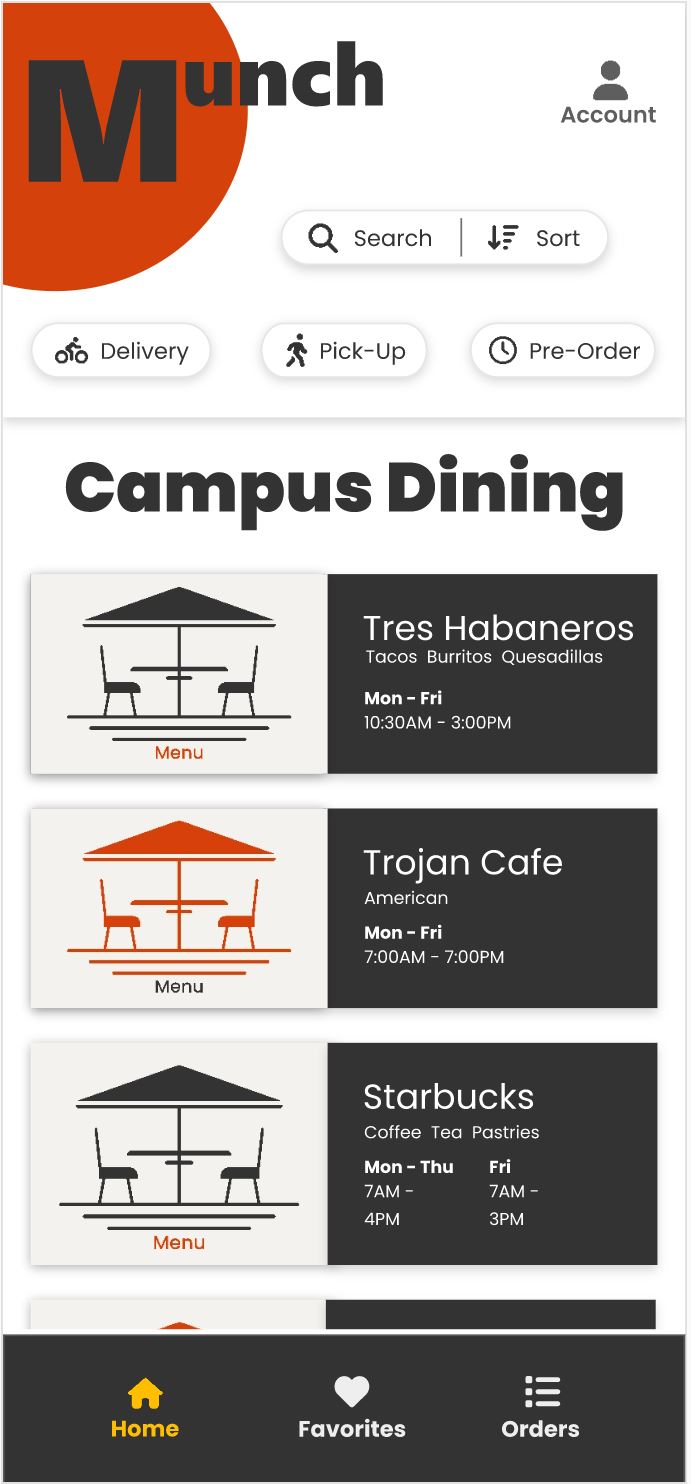 Munch
Account
Search Sort
Delivery Pick-Up Pre-Order
Campus Dining
Tres Habaneros
Tacos Burritos Quesadillas
Mon - Fri
10:30AM - 3:00PM
Menu
Trojan Cafe
American
Mon - Fri
7:00AM - 7:00PM
Menu
Starbucks
Coffee Tea Pastries
Mon - Thu Fri
7AM - 7AM -
4PM 3PM
Menu
Home Favorites Orders